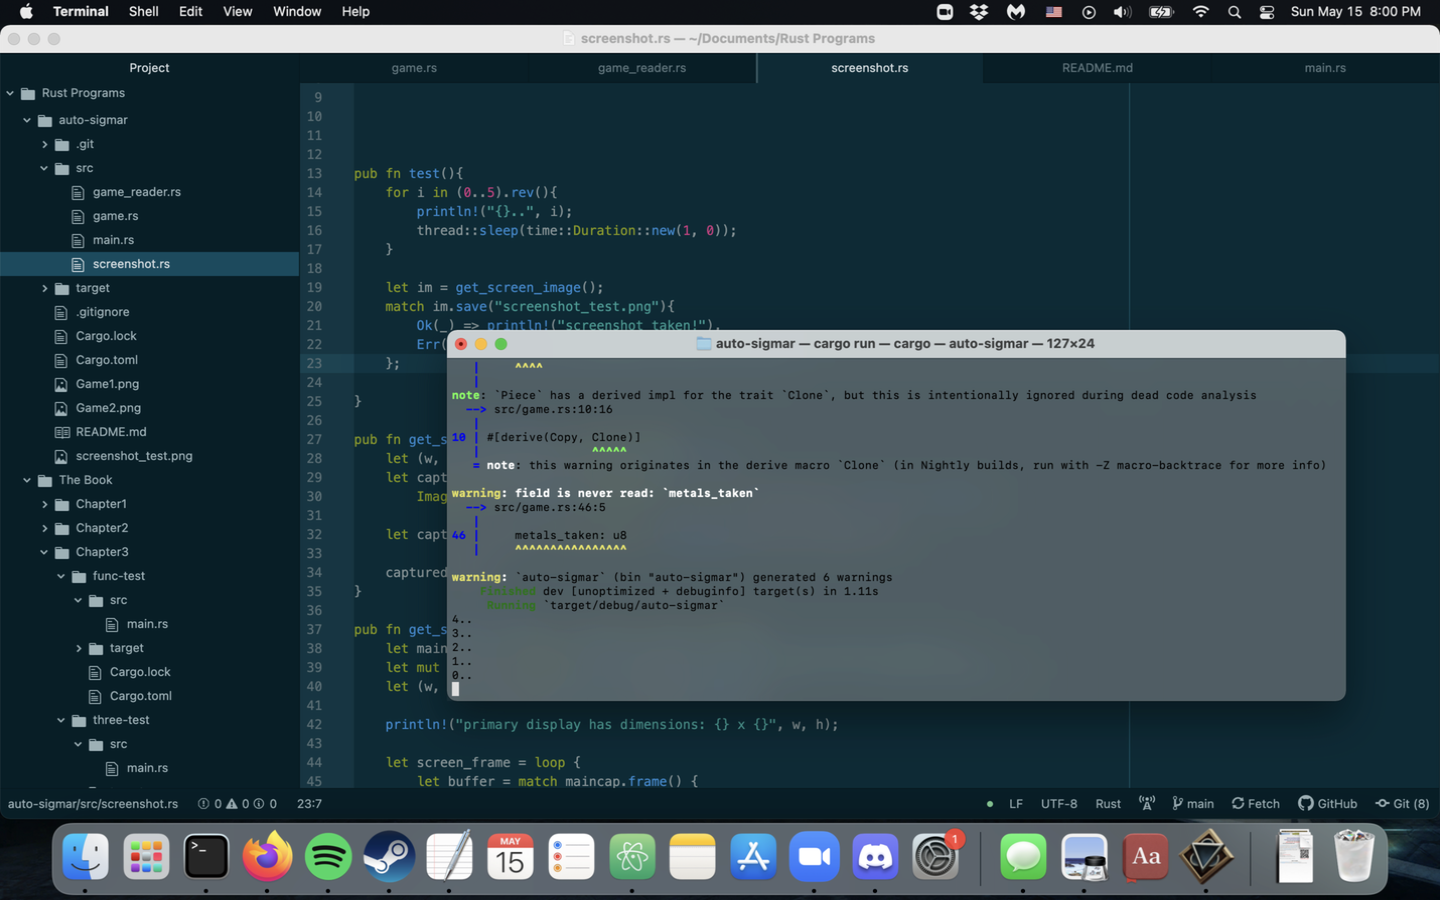 Terminal Shell Edit View Window Help Sun May 15 8:00 PM
screenshot.rs — ~/Documents/Rust Programs
Project
game.rs game_reader.rs screenshot.rs README.md main.rs
Rust Programs
auto-sigmar
.git
src
game_reader.rs
game.rs
main.rs
screenshot.rs
target
.gitignore
Cargo.lock
Cargo.toml
Game1.png
Game2.png
README.md
screenshot_test.png
The Book
Chapter1
Chapter2
Chapter3
func-test
src
main.rs
target
Cargo.lock
Cargo.toml
three-test
src
main.rs
9
10
11
12
13 pub fn test(){
14 for i in (0..5).rev(){
15 println!("{}..", i);
16 thread::sleep(time::Duration::new(1, 0));
17 }
18
19 let im = get_screen_image();
20 match im.save("screenshot_test.png"){
21 Ok(_) => println!("screenshot taken!"),
22 Err(
23 };
24
25 }
26
27 pub fn get_s
28 let (w,
29 let capt
30 Imag
31
32 let capt
33
34 captured
35 }
36
37 pub fn get_s
38 let main
39 let mut
40 let (w,
41
42 println!("primary display has dimensions: {} x {}", w, h);
43
44 let screen_frame = loop {
45 let buffer = match maincap.frame() {
auto-sigmar — cargo run — cargo — auto-sigmar — 127×24
| ^^^^
|
note: `Piece` has a derived impl for the trait `Clone`, but this is intentionally ignored during dead code analysis
--> src/game.rs:10:16
|
10 | #[derive(Copy, Clone)]
| ^^^^^
= note: this warning originates in the derive macro `Clone` (in Nightly builds, run with -Z macro-backtrace for more info)
warning: field is never read: `metals_taken`
--> src/game.rs:46:5
|
46 | metals_taken: u8
| ^^^^^^^^^^^^^^^^
warning: `auto-sigmar` (bin "auto-sigmar") generated 6 warnings
Finished dev [unoptimized + debuginfo] target(s) in 1.11s
Running `target/debug/auto-sigmar`
4..
3..
2..
1..
0..
auto-sigmar/src/screenshot.rs 0 0 0 23:7 LF UTF-8 Rust main Fetch GitHub Git (8)
>_
MAY
15
1
Aa